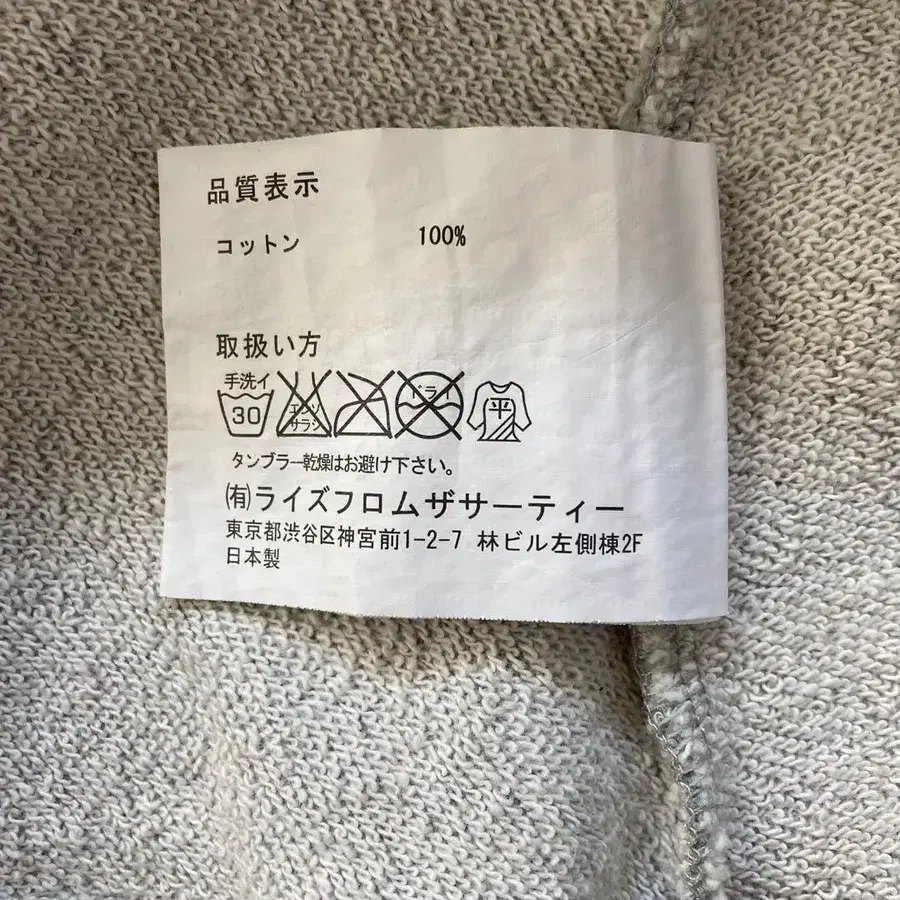 品質表示
コットン 100%
取扱い方
手洗イ
30 エンソサラシ ドライ 平
タンブラー乾燥はお避け下さい。
㈲ライズフロムザサーティー
東京都渋谷区神宮前1-2-7 林ビル左側棟2F
日本製